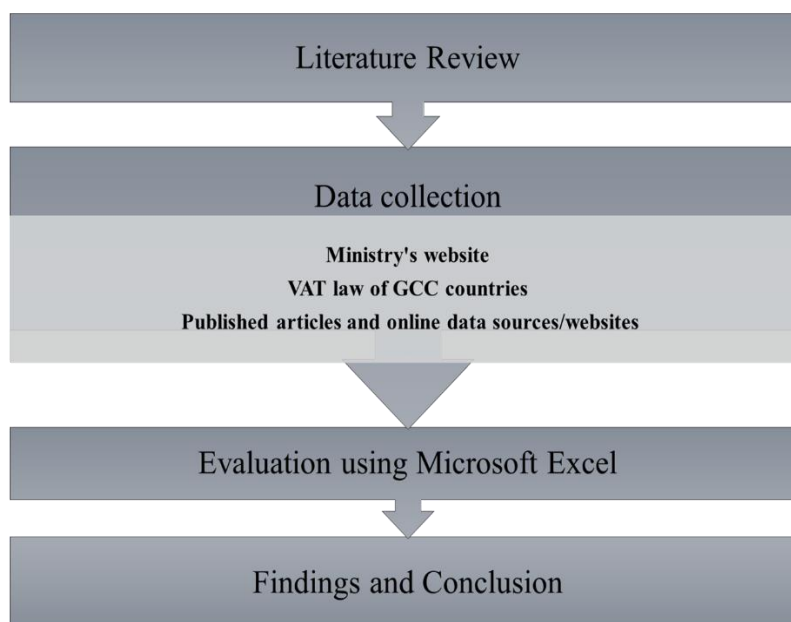 Literature Review
Data collection
Ministry's website
VAT law of GCC countries
Published articles and online data sources/websites
Evaluation using Microsoft Excel
Findings and Conclusion